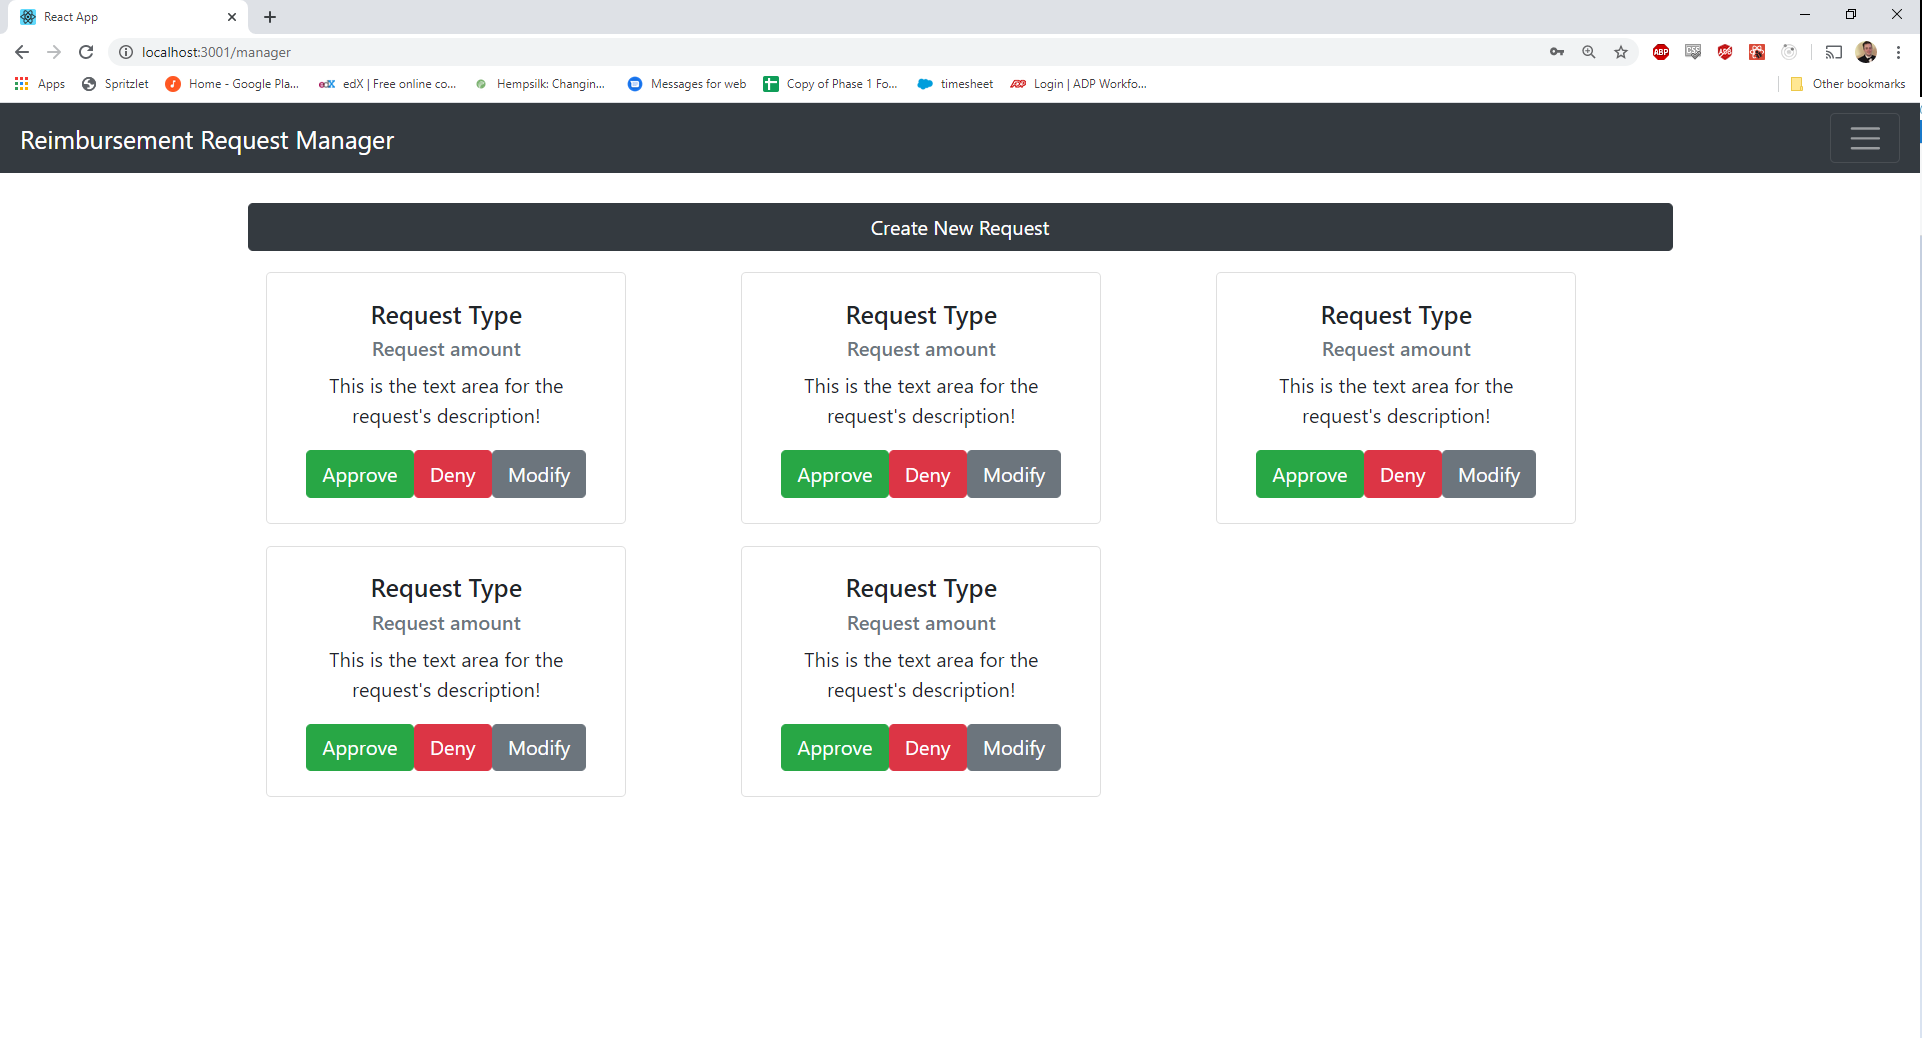 React App
localhost:3001/manager
Apps Spritzlet Home - Google Pla... edX edX | Free online co... Hempsilk: Changin... Messages for web Copy of Phase 1 Fo... timesheet ADP Login | ADP Workfo... Other bookmarks
Reimbursement Request Manager
Create New Request
Request Type
Request amount
This is the text area for the
request's description!
Approve Deny Modify
Request Type
Request amount
This is the text area for the
request's description!
Approve Deny Modify
Request Type
Request amount
This is the text area for the
request's description!
Approve Deny Modify
Request Type
Request amount
This is the text area for the
request's description!
Approve Deny Modify
Request Type
Request amount
This is the text area for the
request's description!
Approve Deny Modify